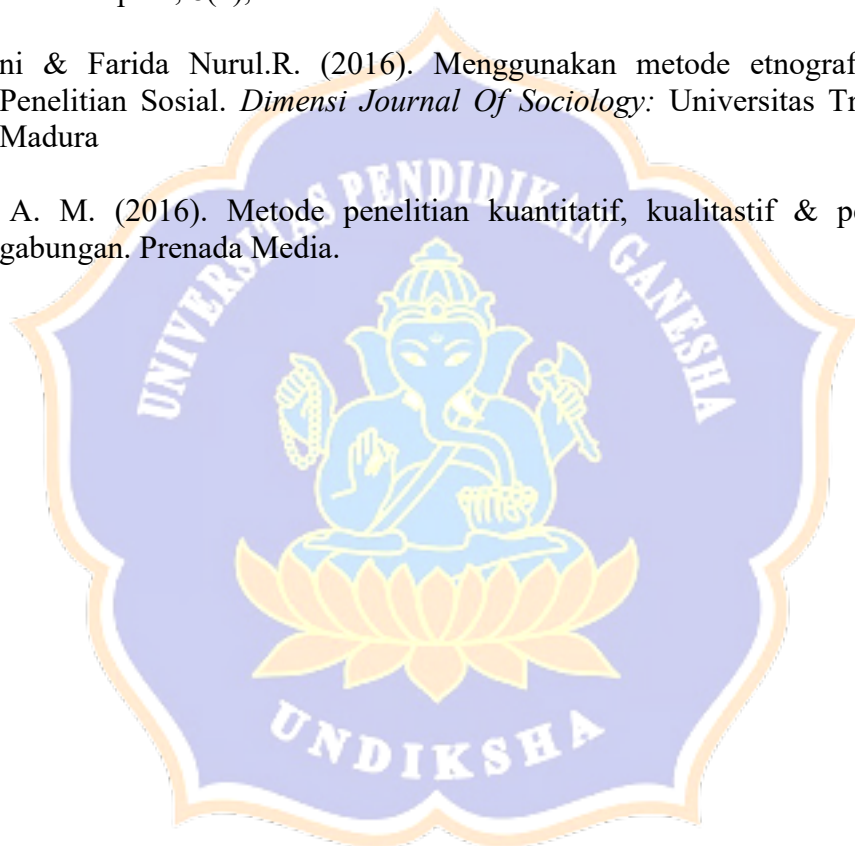 ni & Farida Nurul.R. (2016). Menggunakan metode etnograf
Penelitian Sosial. Dimensi Journal Of Sociology: Universitas Tr
Madura
A. M. (2016). Metode penelitian kuantitatif, kualitastif & pe
gabungan. Prenada Media.
UNIVERSITAS PENDIDIKAN GANESHA
UNDIKSHA